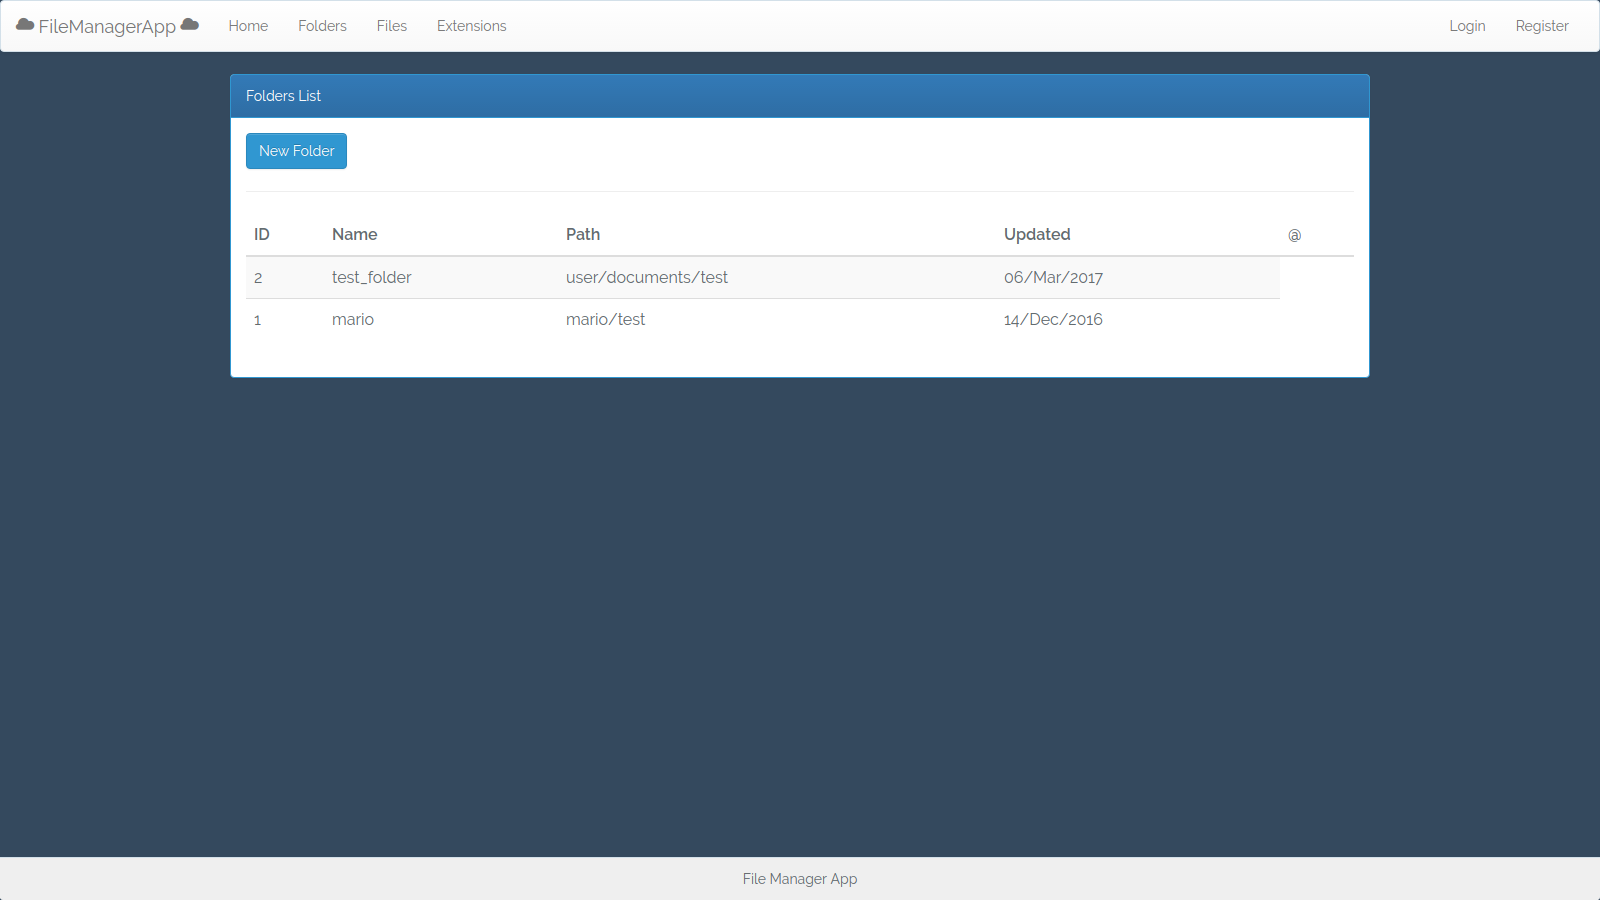 FileManagerApp Home Folders Files Extensions Login Register
Folders List
New Folder
ID Name Path Updated @
2 test_folder user/documents/test 06/Mar/2017
1 mario mario/test 14/Dec/2016
File Manager App